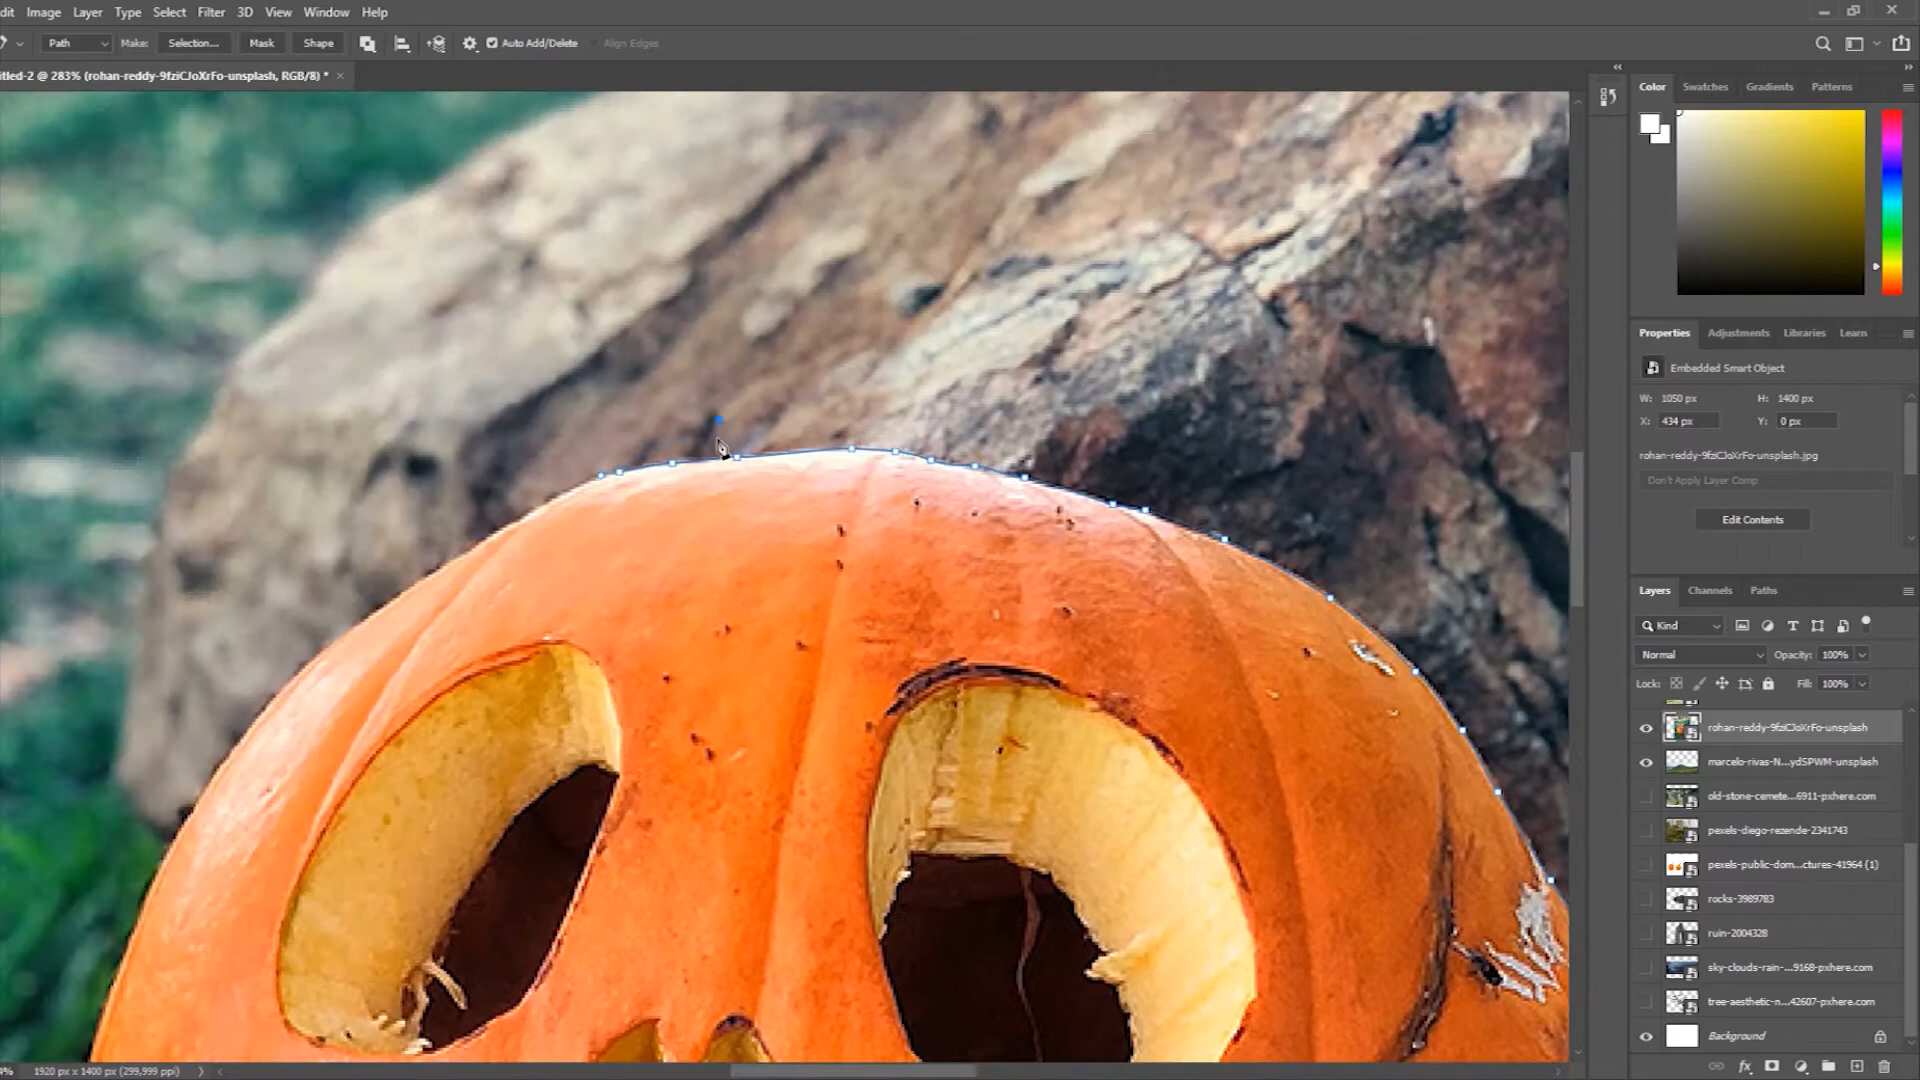 dit Image Layer Type Select Filter 3D View Window Help
Path Make: Selection... Mask Shape Auto Add/Delete Align Edges
itled-2 @ 283% (rohan-reddy-9fziCJoXrFo-unsplash, RGB/8) *
Color Swatches Gradients Patterns
Properties Adjustments Libraries Learn
Embedded Smart Object
W: 1050 px H: 1400 px
X: 434 px Y: 0 px
rohan-reddy-9fziCJoXrFo-unsplash.jpg
Don't Apply Layer Comp
Edit Contents
Layers Channels Paths
Kind
Normal Opacity: 100%
Lock: Fill: 100%
rohan-reddy-9fziCJoXrFo-unsplash
marcelo-rivas-N...ydSPWM-unsplash
old-stone-cemete...6911-pxhere.com
pexels-diego-rezende-2341743
pexels-public-dom...ctures-41964 (1)
rocks-3989783
ruin-2004328
sky-clouds-rain-...9168-pxhere.com
tree-aesthetic-n...42607-pxhere.com
Background
4% 1920 px x 1400 px (299,999 ppi)